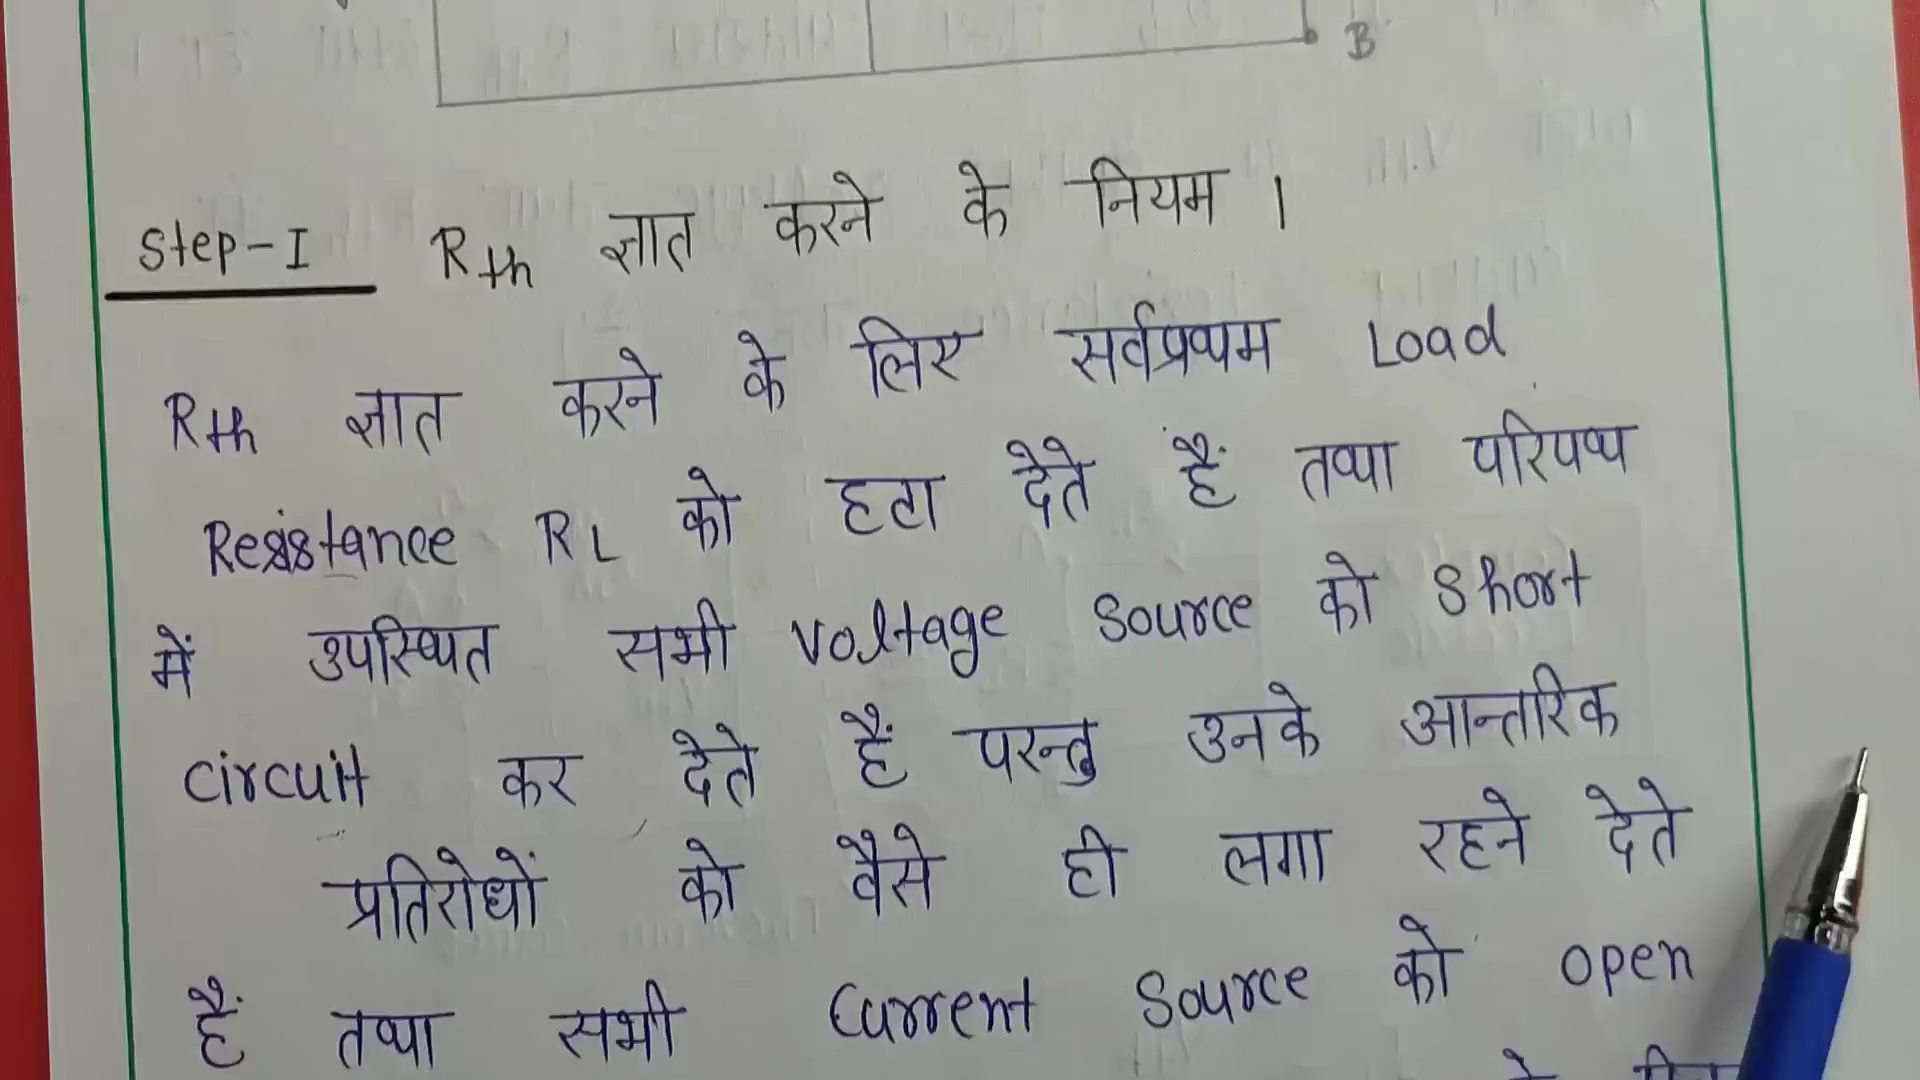 B
Step-I Rth ज्ञात करने के नियम ।
Rth ज्ञात करने के लिए सर्वप्रथम Load
Resistance RL को हटा देते हैं तथा परिपथ
में उपस्थित सभी Voltage Source को Short
Circuit कर देते हैं परन्तु उनके आन्तरिक
प्रतिरोधों को वैसे ही लगा रहने देते
हैं तथा सभी Current Source को open